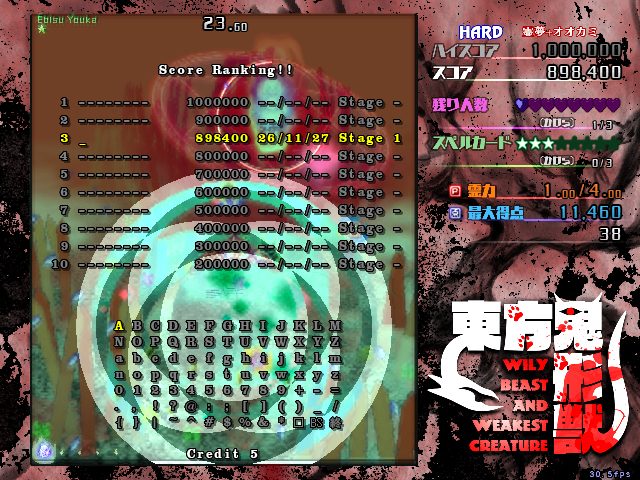 Ebisu Youka
23.60
Score Ranking!!
1 -------- 1000000 --/--/-- Stage -
2 -------- 900000 --/--/-- Stage -
3 _ 898400 26/11/27 Stage 1
4 -------- 800000 --/--/-- Stage -
5 -------- 700000 --/--/-- Stage -
6 -------- 600000 --/--/-- Stage -
7 -------- 500000 --/--/-- Stage -
8 -------- 400000 --/--/-- Stage -
9 -------- 300000 --/--/-- Stage -
10 -------- 200000 --/--/-- Stage -
A B C D E F G H I J K L M
N O P Q R S T U V W X Y Z
a b c d e f g h i j k l m
n o p q r s t u v w x y z
0 1 2 3 4 5 6 7 8 9 + - =
. , ! ? @ : ; [ ] ( ) _ /
{ } | ~ ^ # $ % & * □ BS 終
Credit 5
HARD 霊夢+オオカミ
ハイスコア 1,000,000
スコア 898,400
残り人数
(かけら) 1/3
スペルカード ★★★★★★★★
(かけら) 0/3
P 霊力 1.00/4.00
最大得点 11,460
38
東方鬼形獣
WILY
BEAST
AND
WEAKEST
CREATURE
30.5fps